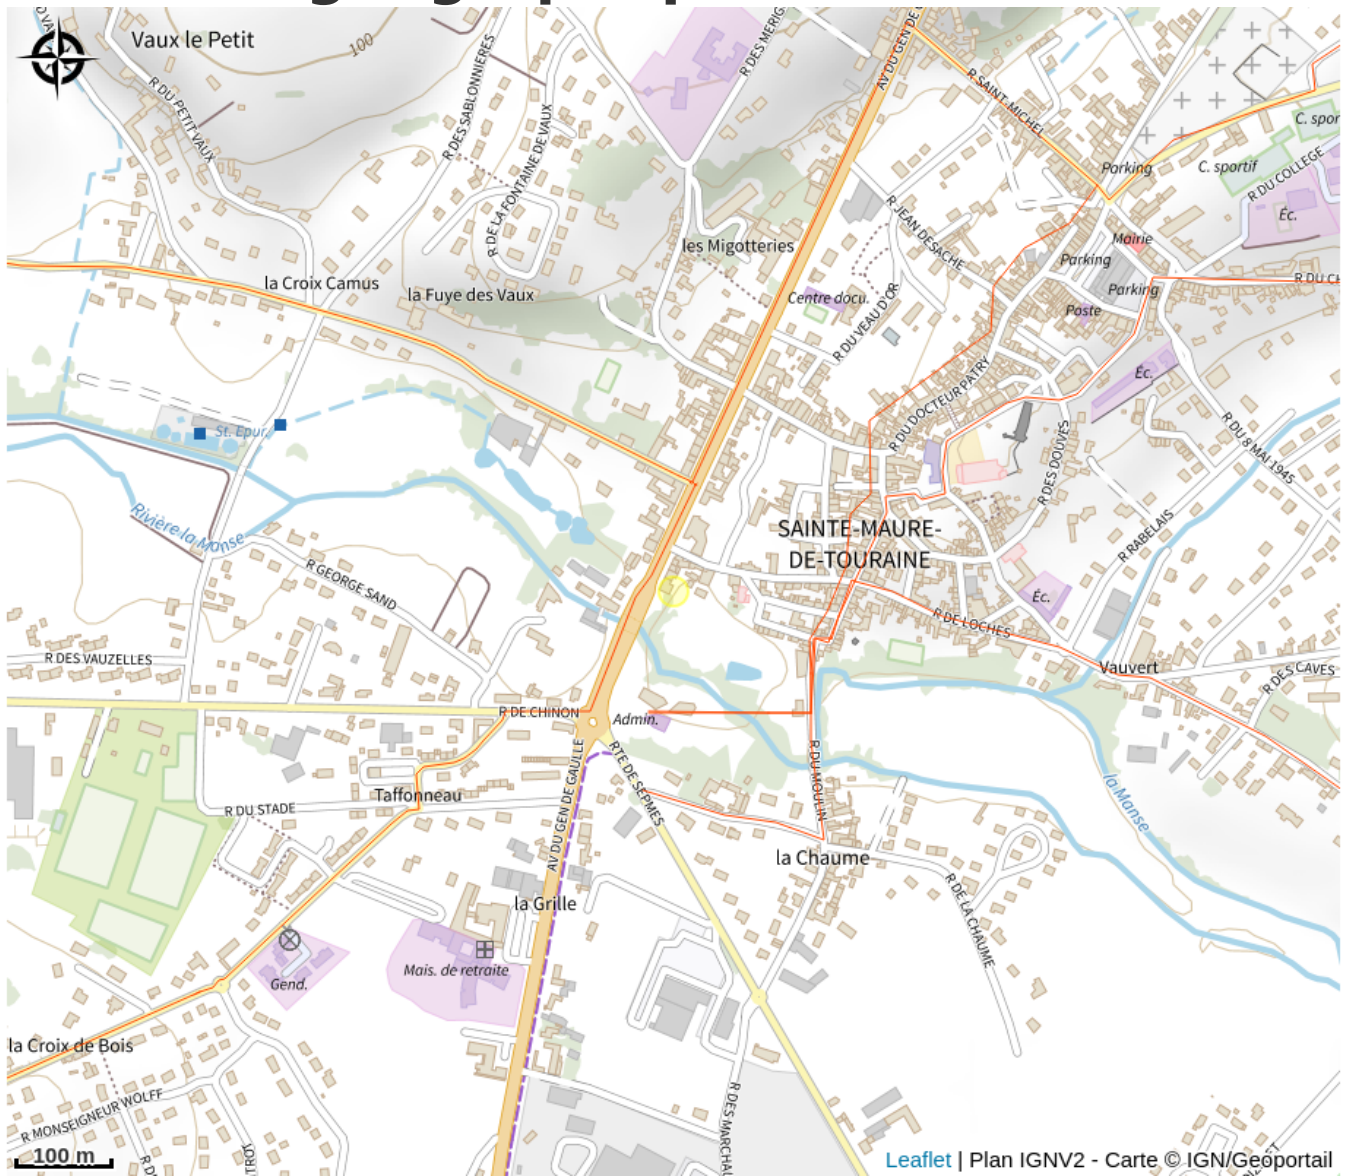 Vaux le Petit
100
R DU PETIT VAUX
R DES SABLONNIERES
R DE LA FONTAINE DE VAUX
R DES MERIG
AV DU GEN DE
R SAINT-MICHEL
Parking
C. spor
C. sportif
R DU COLLEGE
Éc.
R JEAN DESACHE
Mairie
Parking
les Migotteries
la Croix Camus
la Fuye des Vaux
Centre docu.
Parking
R DU CH
Poste
R DU VEAU D'OR
R DU DOCTEUR PATRY
Éc.
St. Epur.
R DES DOUVES
R DU 8 MAI 1945
Rivière la Manse
SAINTE-MAURE-
DE-TOURAINE
R RABELAIS
R GEORGE SAND
Éc.
R DE LOCHES
R DES VAUZELLES
Vauvert
R DES CAVES
R DE CHINON
Admin.
AV DU GEN DE GAULLE
RTE DE SEPMES
R DU MOULIN
la Manse
Taffonneau
R DU STADE
la Chaume
la Grille
R DE LA CHAUME
Mais. de retraite
Gend.
la Croix de Bois
R MONSEIGNEUR WOLFF
R DES MARCHAU
100 m
Leaflet | Plan IGNV2 - Carte © IGN/Géoportail